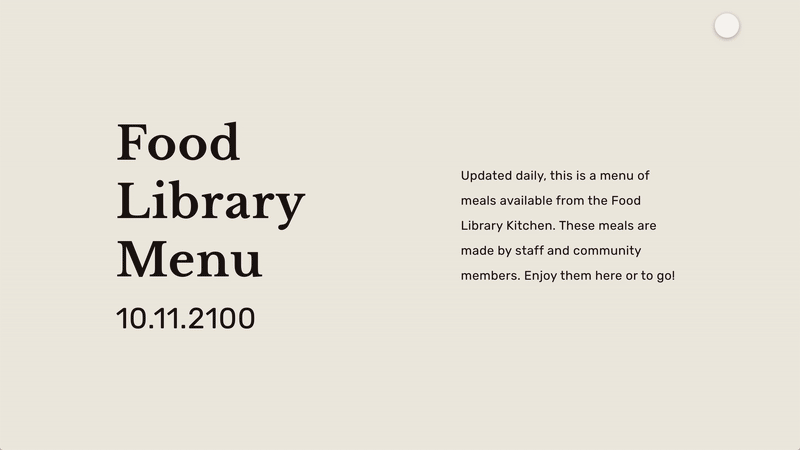 Food
Library
Menu
10.11.2100
Updated daily, this is a menu of
meals available from the Food
Library Kitchen. These meals are
made by staff and community
members. Enjoy them here or to go!